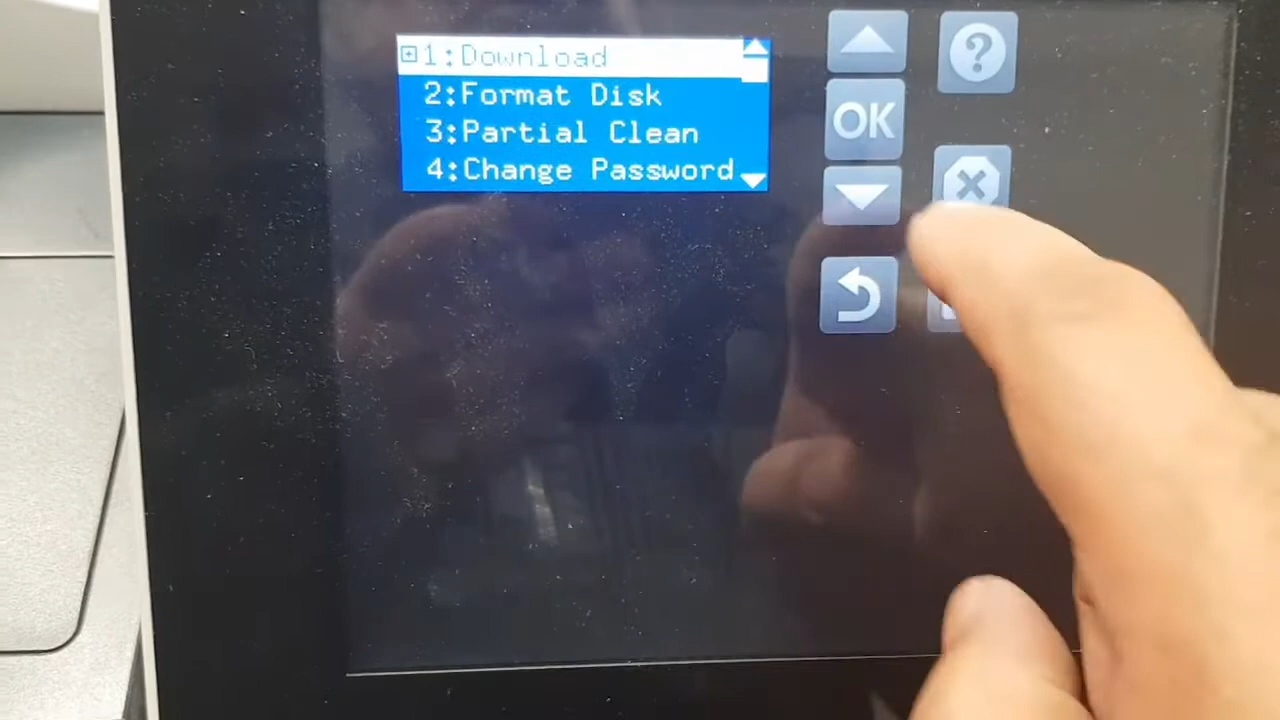 1:Download
2:Format Disk
3:Partial Clean
4:Change Password
OK
?